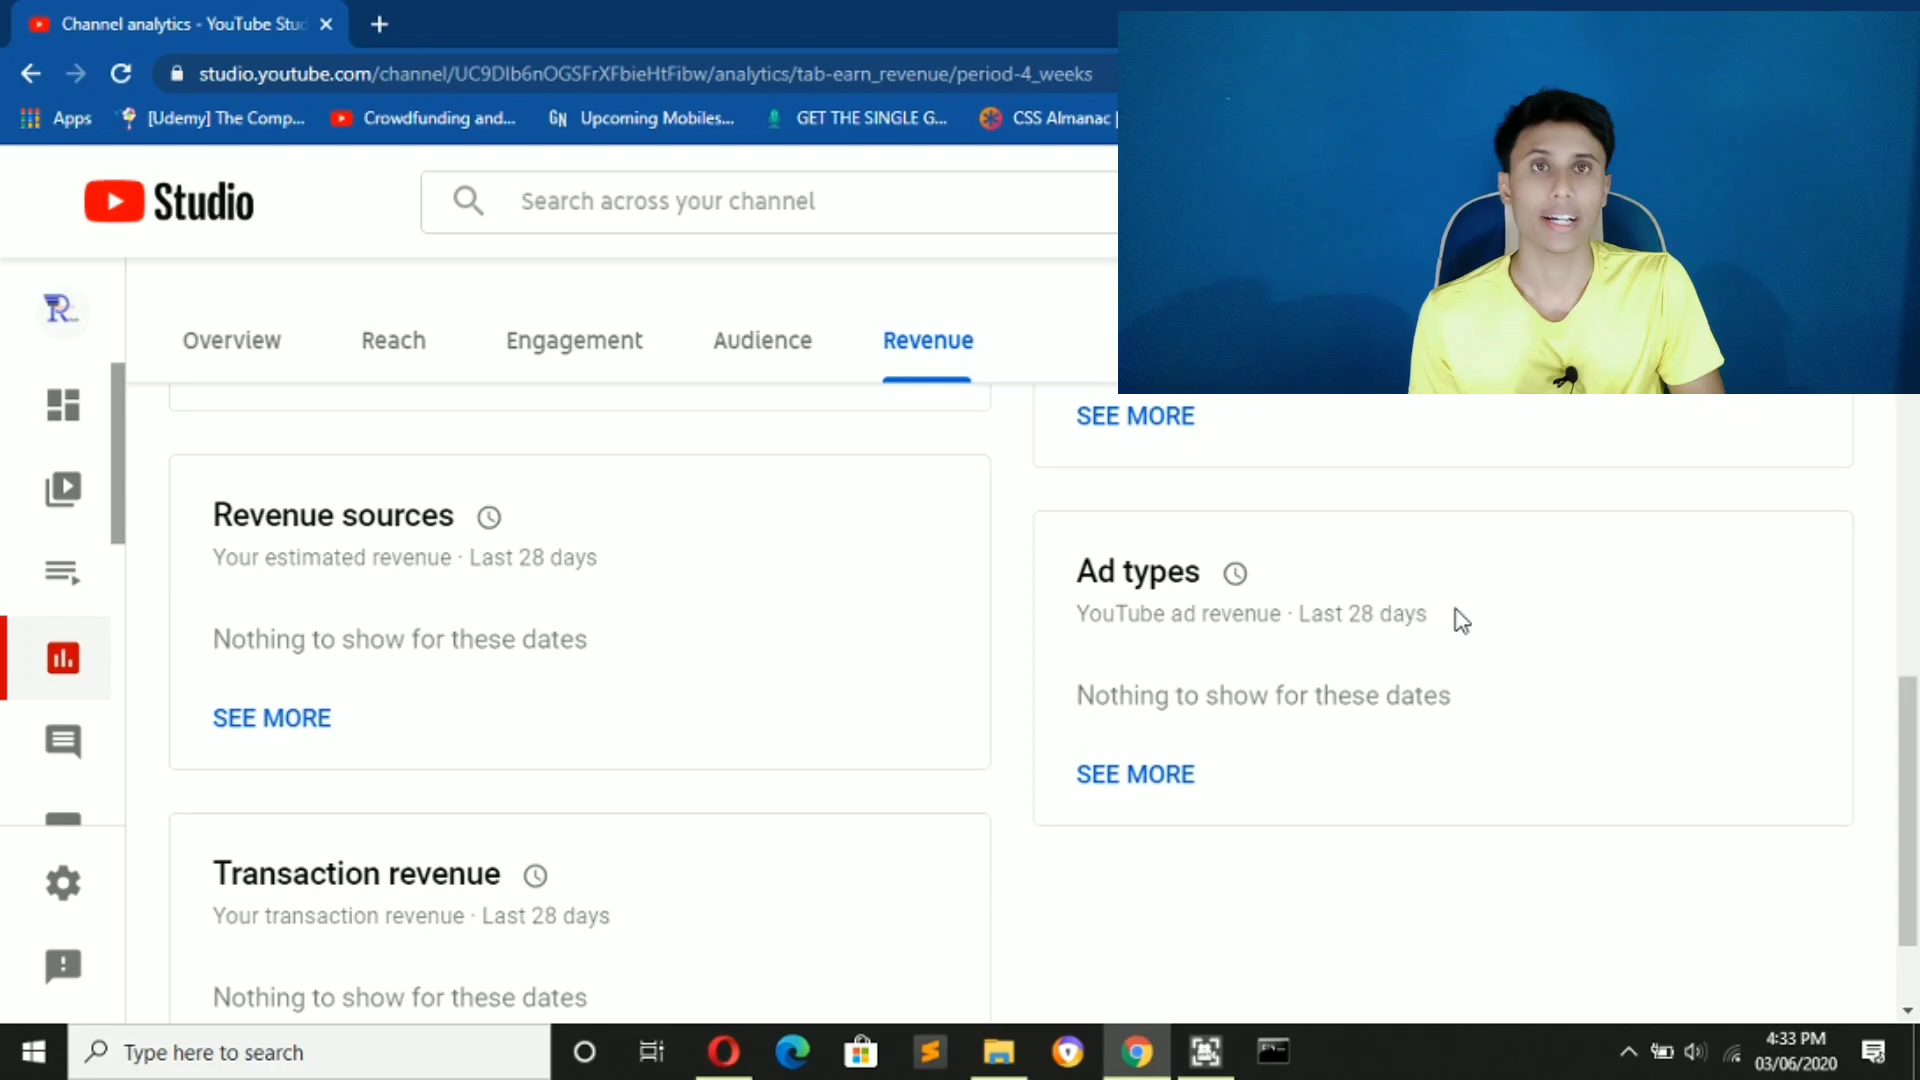 Channel analytics - YouTube Stu
studio.youtube.com/channel/UC9DIb6nOGSFrXFbieHtFibw/analytics/tab-earn_revenue/period-4_weeks
Apps
[Udemy] The Comp...
Crowdfunding and...
GN Upcoming Mobiles...
GET THE SINGLE G...
CSS Almanac |
Studio
Search across your channel
R
Overview
Reach
Engagement
Audience
Revenue
SEE MORE
Revenue sources
Your estimated revenue · Last 28 days
Nothing to show for these dates
SEE MORE
Ad types
YouTube ad revenue · Last 28 days
Nothing to show for these dates
SEE MORE
Transaction revenue
Your transaction revenue · Last 28 days
Nothing to show for these dates
Type here to search
4:33 PM
03/06/2020